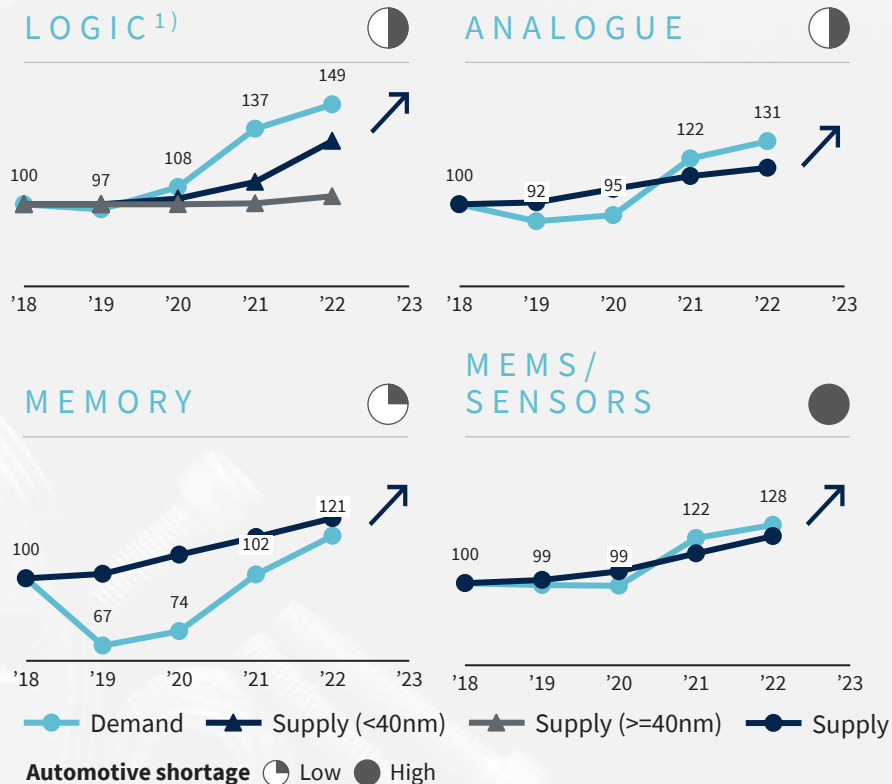 LOGIC¹⁾
149
137
108
100
97
’18 ’19 ’20 ’21 ’22 ’23
ANALOGUE
131
122
100
92
95
’18 ’19 ’20 ’21 ’22 ’23
MEMORY
121
102
100
67
74
’18 ’19 ’20 ’21 ’22 ’23
MEMS/
SENSORS
128
122
100
99
99
’18 ’19 ’20 ’21 ’22 ’23
Demand Supply (<40nm) Supply (>=40nm) Supply
Automotive shortage Low High